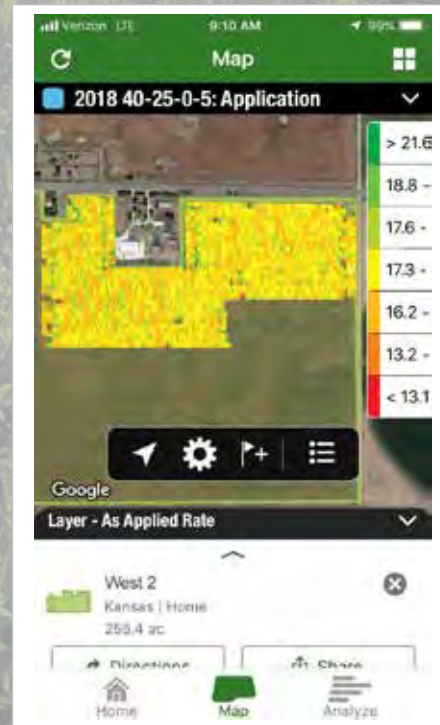 Verizon LTE 9:10 AM 99%
Map
2018 40-25-0-5: Application
> 21.6
18.8 -
17.6 -
17.3 -
16.2 -
13.2 -
< 13.1
Google
Layer - As Applied Rate
West 2
Kansas | Home
255.4 ac
Directions Share
Home Map Analyze